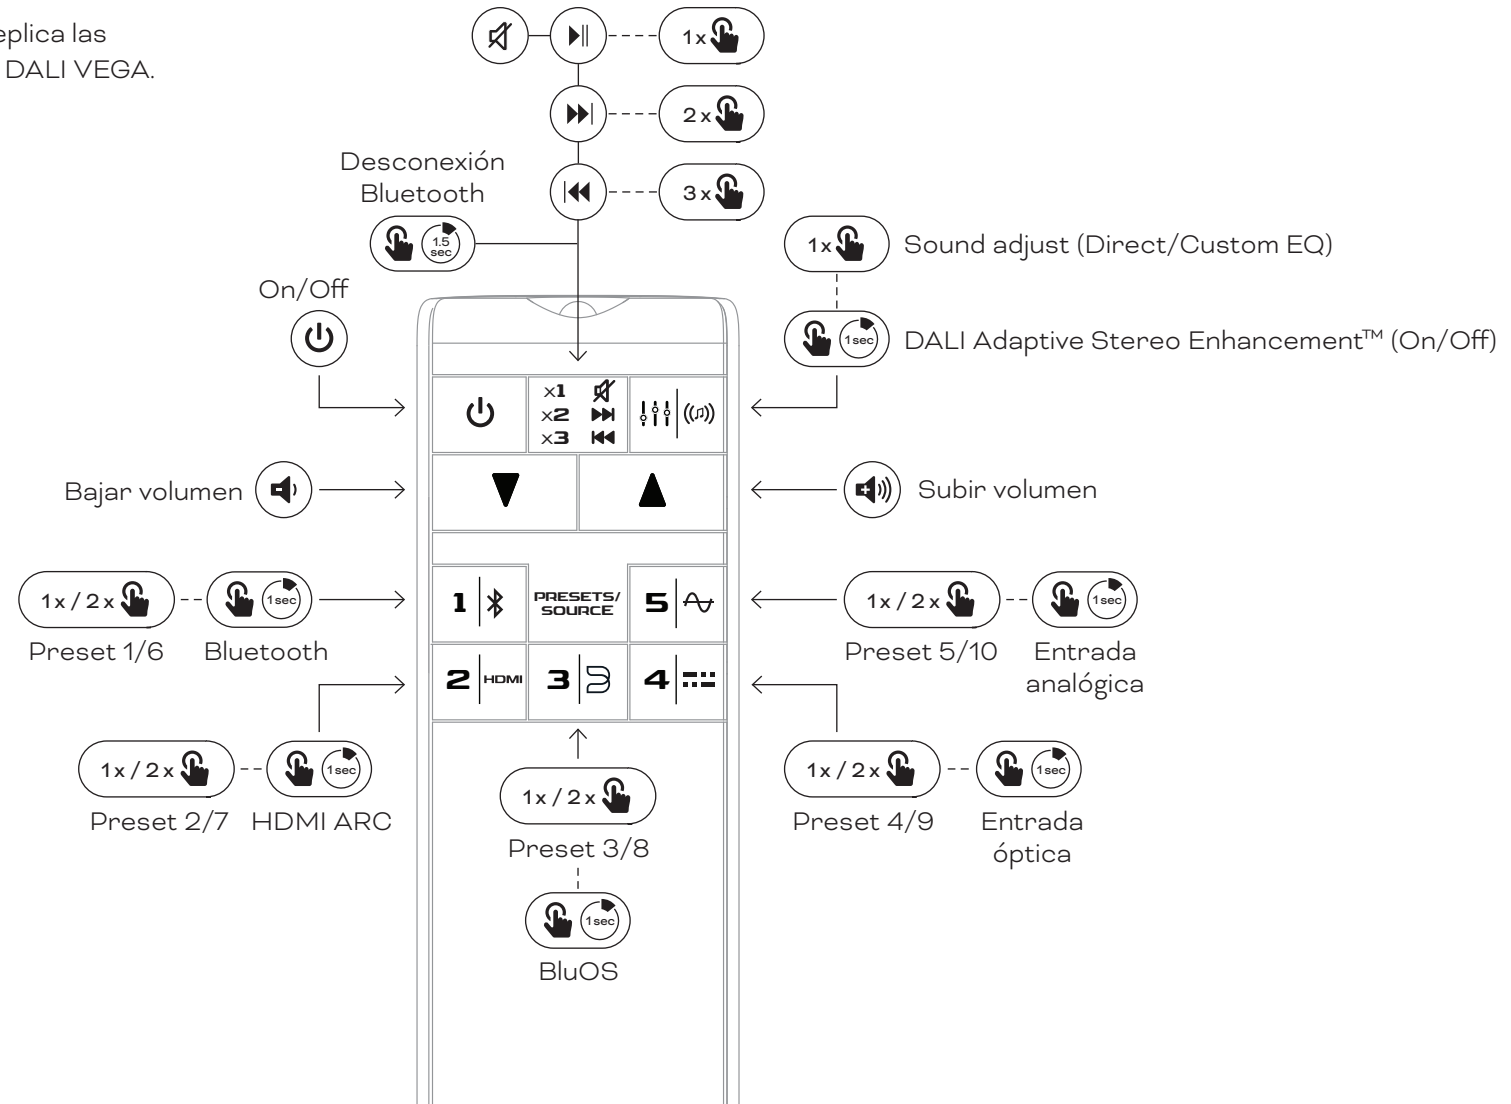 eplica las
DALI VEGA.
1x
2x
3x
Desconexión
Bluetooth
1.5
sec
1x
Sound adjust (Direct/Custom EQ)
On/Off
1sec
DALI Adaptive Stereo Enhancement™ (On/Off)
x1
x2
x3
Bajar volumen
Subir volumen
1x / 2x
1sec
1
PRESETS/
SOURCE
5
1x / 2x
1sec
Preset 1/6
Bluetooth
Preset 5/10
Entrada
analógica
2 HDMI
3
4
1x / 2x
1sec
Preset 2/7
HDMI ARC
1x / 2x
Preset 3/8
1x / 2x
1sec
Preset 4/9
Entrada
óptica
1sec
BluOS